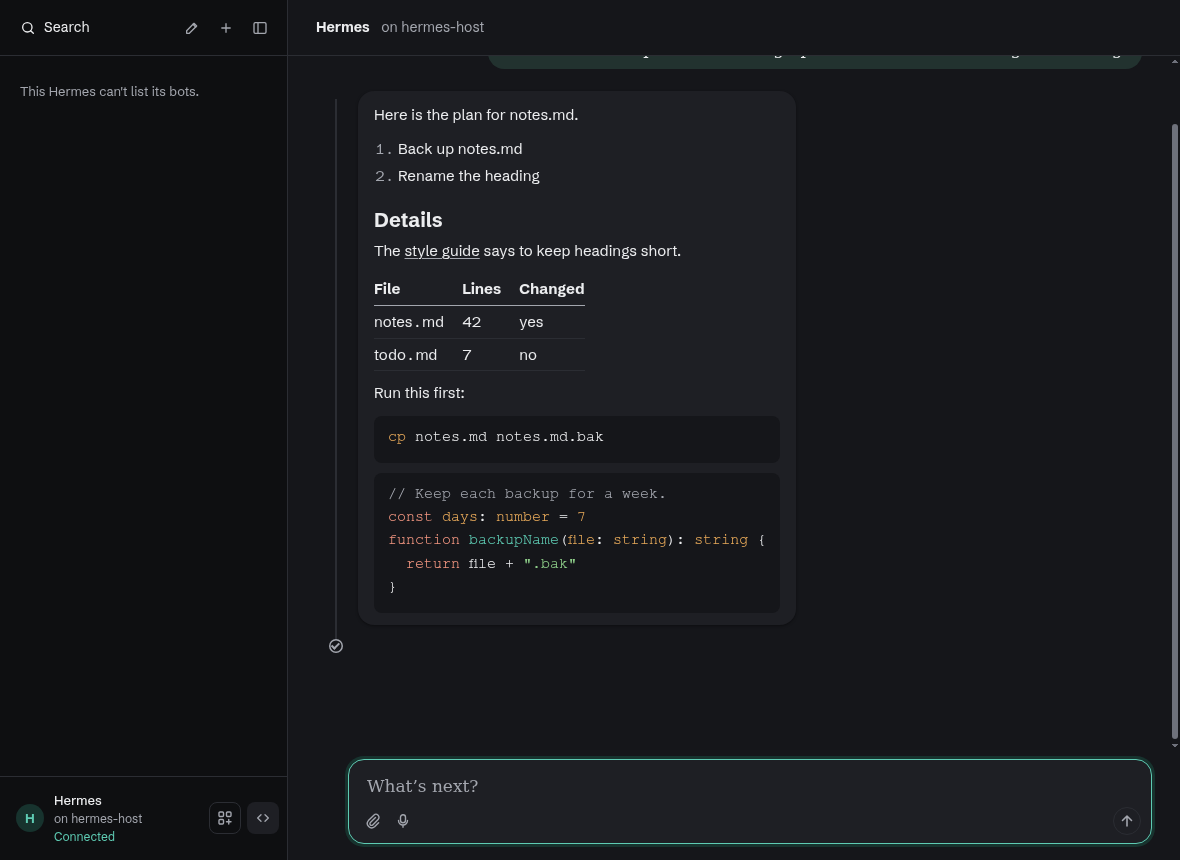 Search
Hermes on hermes-host
This Hermes can't list its bots.
Here is the plan for notes.md.
1. Back up notes.md
2. Rename the heading
Details
The style guide says to keep headings short.
File Lines Changed
notes.md 42 yes
todo.md 7 no
Run this first:
cp notes.md notes.md.bak
// Keep each backup for a week.
const days: number = 7
function backupName(file: string): string {
  return file + ".bak"
}
What's next?
Hermes
H
on hermes-host
Connected